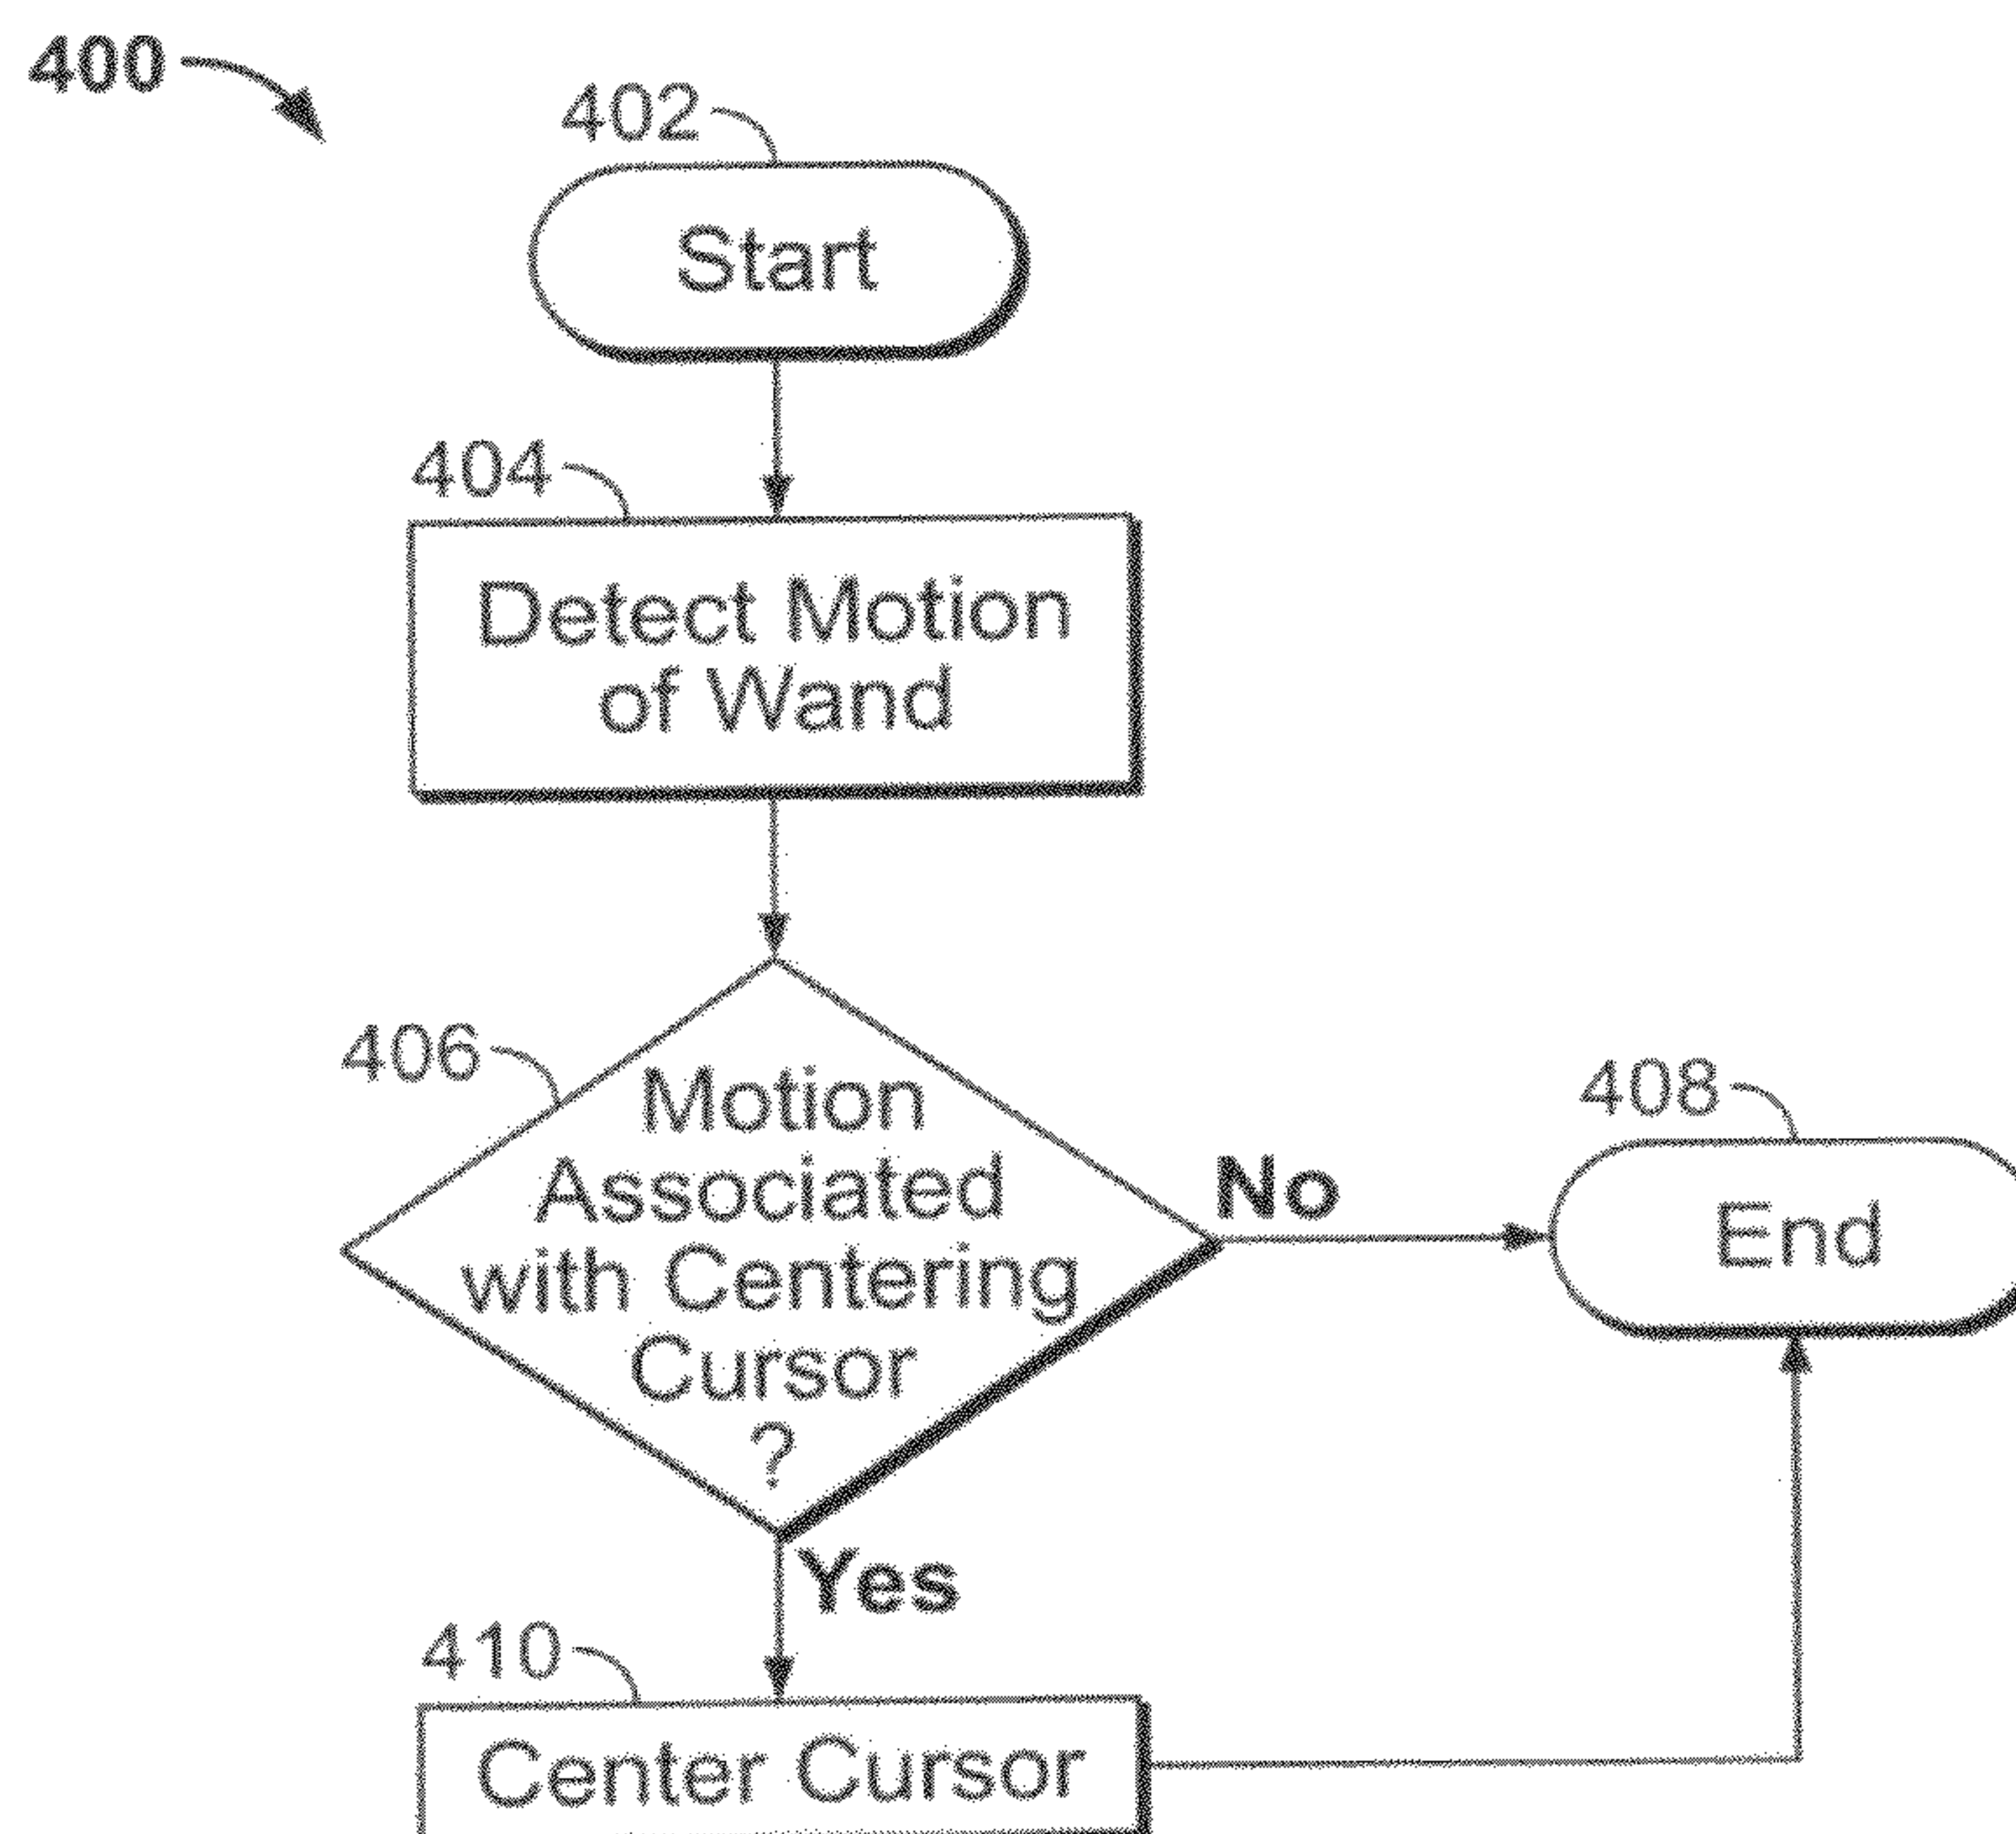 400
402
Start
404
Detect Motion
of Wand
406
Motion
Associated
with Centering
Cursor
?
No
408
End
Yes
410
Center Cursor